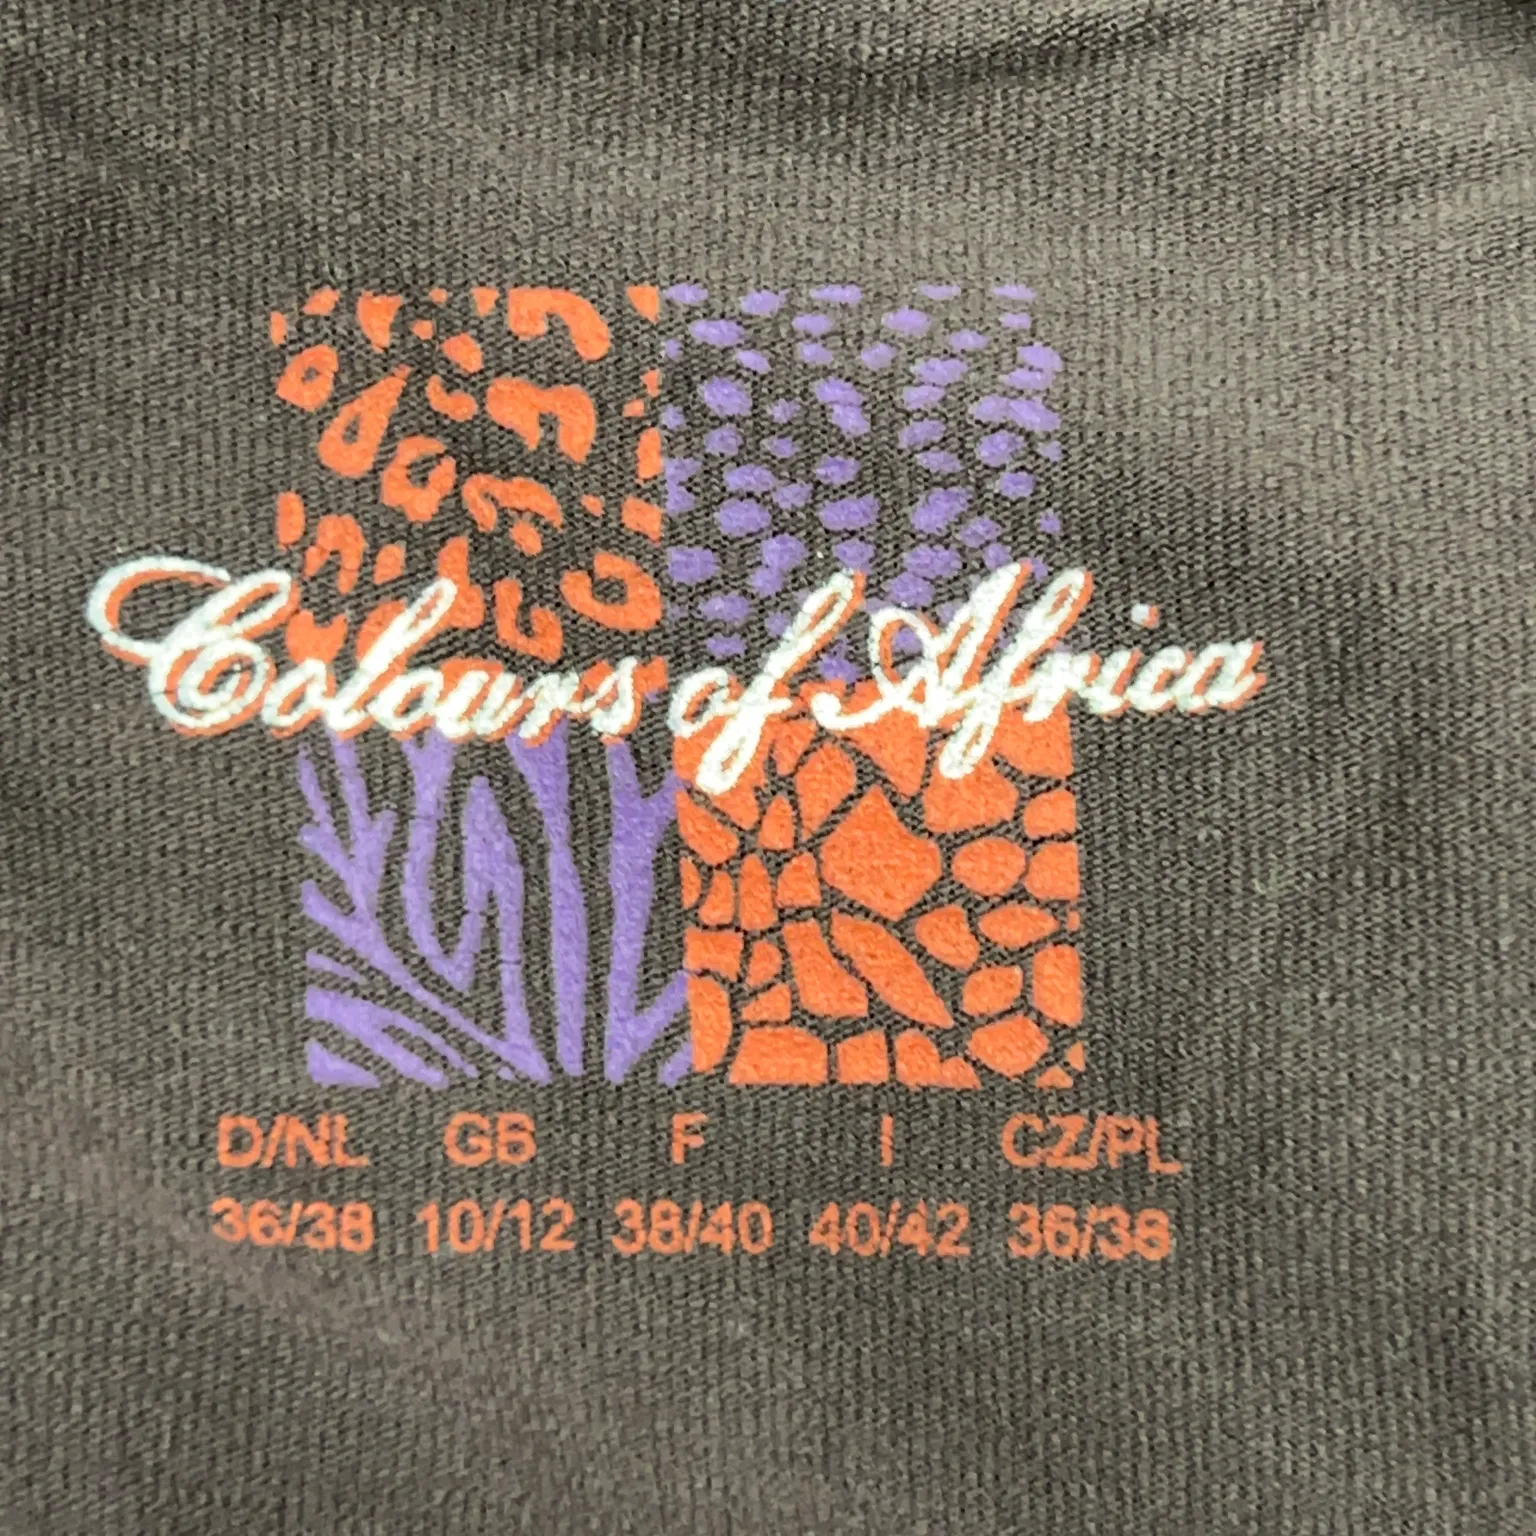 Colours of Africa
D/NL GB F I CZ/PL
36/38 10/12 38/40 40/42 36/38